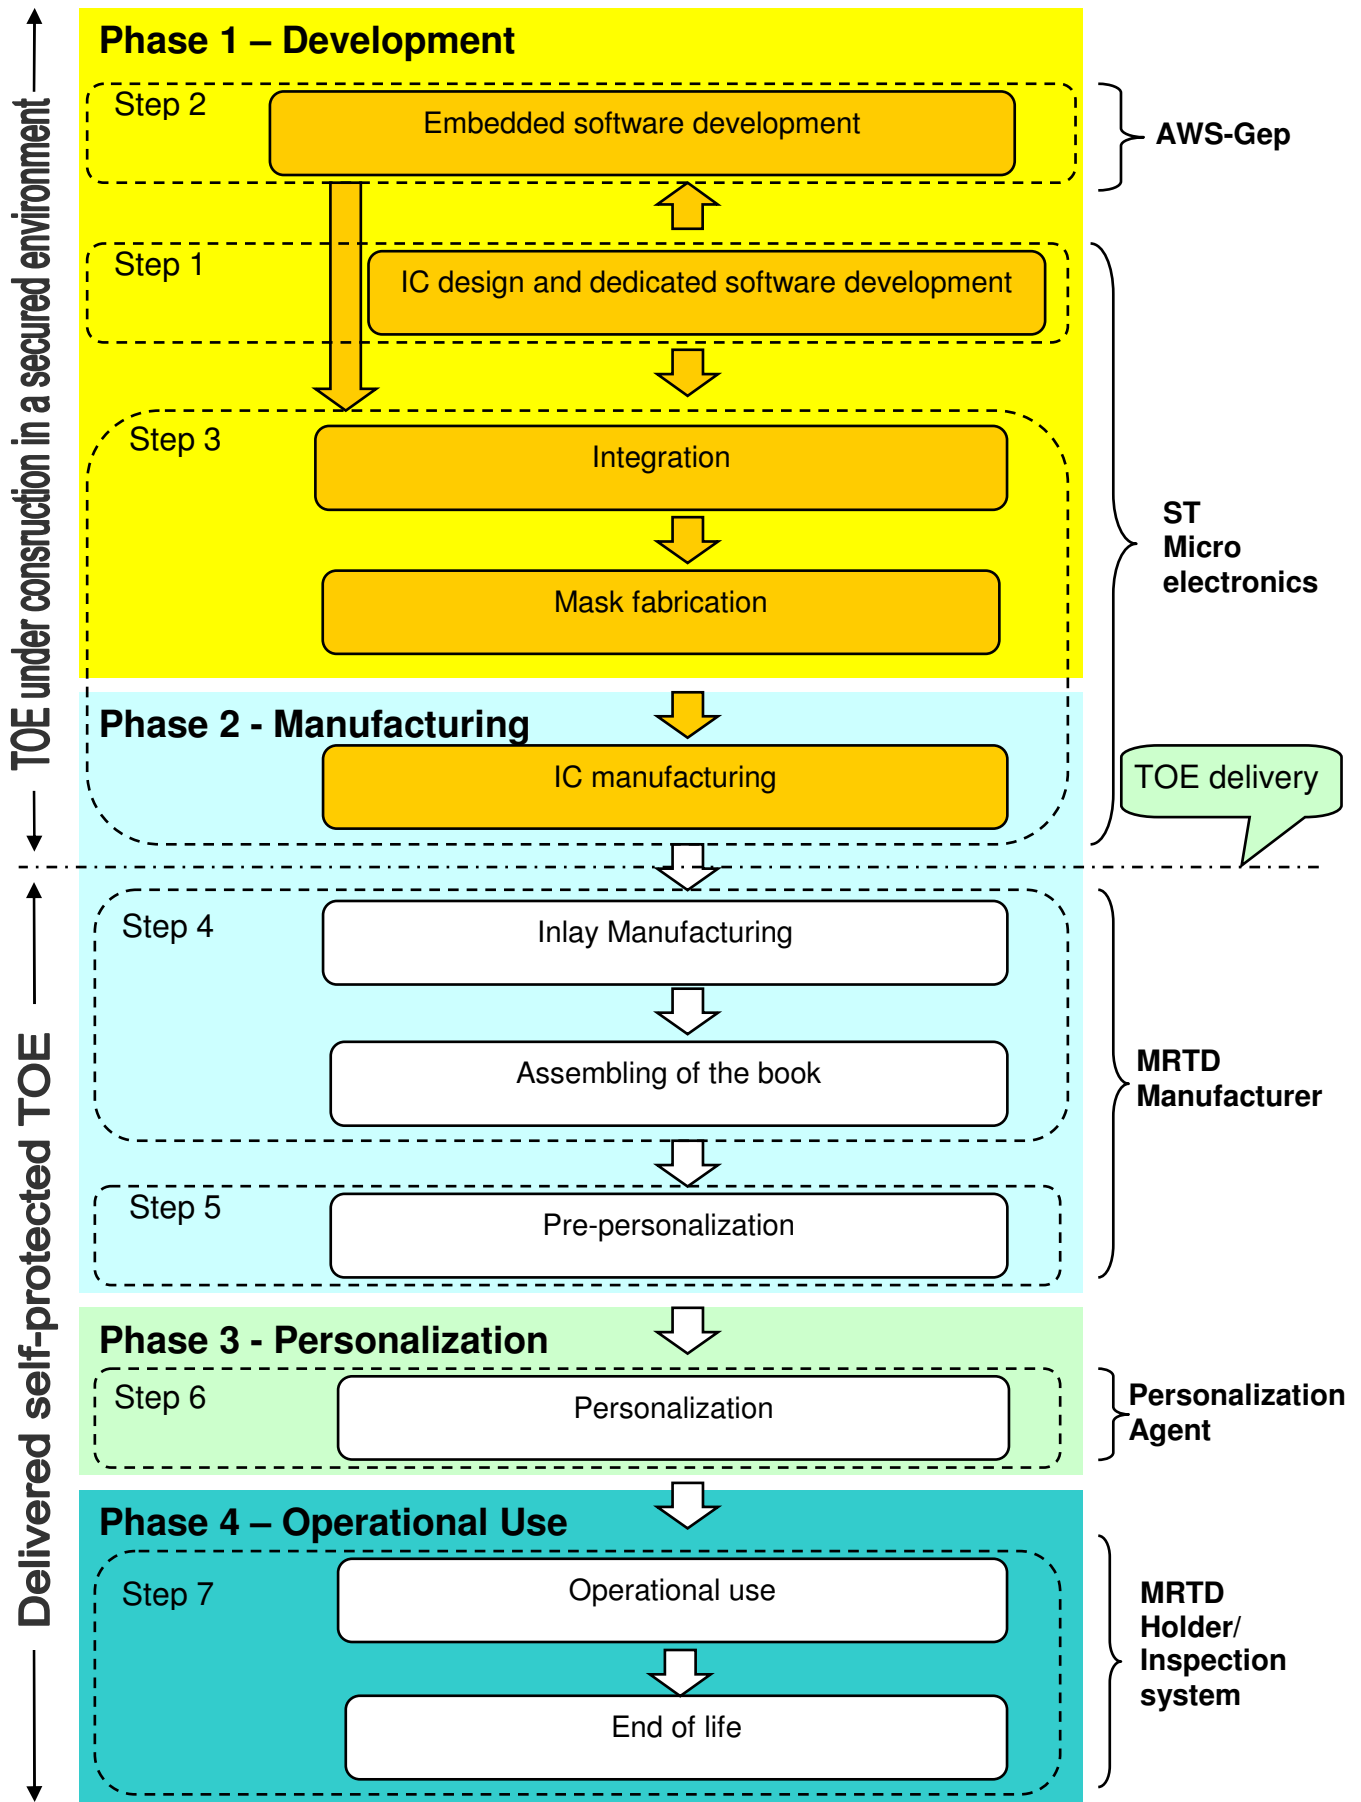 Phase 1 – Development
Step 2
Embedded software development
AWS-Gep
Step 1
IC design and dedicated software development
Step 3
Integration
Mask fabrication
ST
Micro
electronics
Phase 2 - Manufacturing
IC manufacturing
TOE delivery
TOE under consruction in a secured environment
Step 4
Inlay Manufacturing
Assembling of the book
MRTD
Manufacturer
Step 5
Pre-personalization
Phase 3 - Personalization
Step 6
Personalization
Personalization
Agent
Phase 4 – Operational Use
Step 7
Operational use
End of life
MRTD
Holder/
Inspection
system
Delivered self-protected TOE